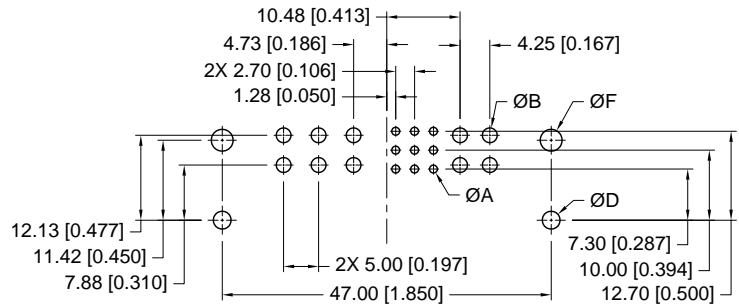 10.48 [0.413]
4.73 [0.186]
4.25 [0.167]
2X 2.70 [0.106]
1.28 [0.050]
ØB
ØF
ØA
ØD
12.13 [0.477]
11.42 [0.450]
7.88 [0.310]
7.30 [0.287]
10.00 [0.394]
12.70 [0.500]
2X 5.00 [0.197]
47.00 [1.850]